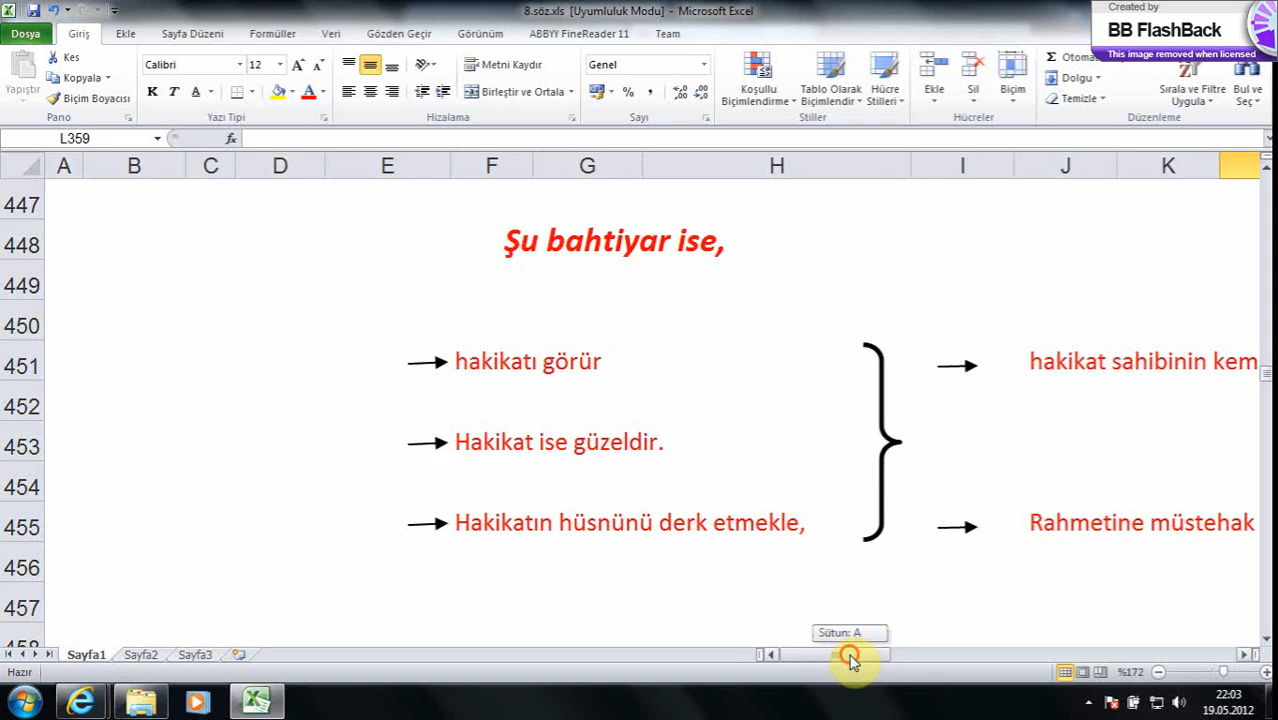 8.söz.xls [Uyumluluk Modu] - Microsoft Excel
Created by
BB FlashBack
This image removed when licensed
Dosya Giriş Ekle Sayfa Düzeni Formüller Veri Gözden Geçir Görünüm ABBYY FineReader 11 Team
Yapıştır
Kes
Kopyala
Biçim Boyacısı
Pano
Calibri 12
K T A
Yazı Tipi
Metni Kaydır
Birleştir ve Ortala
Hizalama
Genel
% ,
Sayı
Koşullu Biçimlendirme
Tablo Olarak Biçimlendir
Hücre Stilleri
Stiller
Ekle
Sil
Biçim
Hücreler
Σ Otoma
Dolgu
Temizle
Sırala ve Filtre Uygula
Bul ve Seç
Düzenleme
L359 fx
A B C D E F G H I J K
447
448 Şu bahtiyar ise,
449
450
451 hakikatı görür hakikat sahibinin kem
452
453 Hakikat ise güzeldir.
454
455 Hakikatın hüsnünü derk etmekle, Rahmetine müstehak
456
457
458
Sütun: A
Sayfa1 Sayfa2 Sayfa3
Hazır %172
22:03
19.05.2012